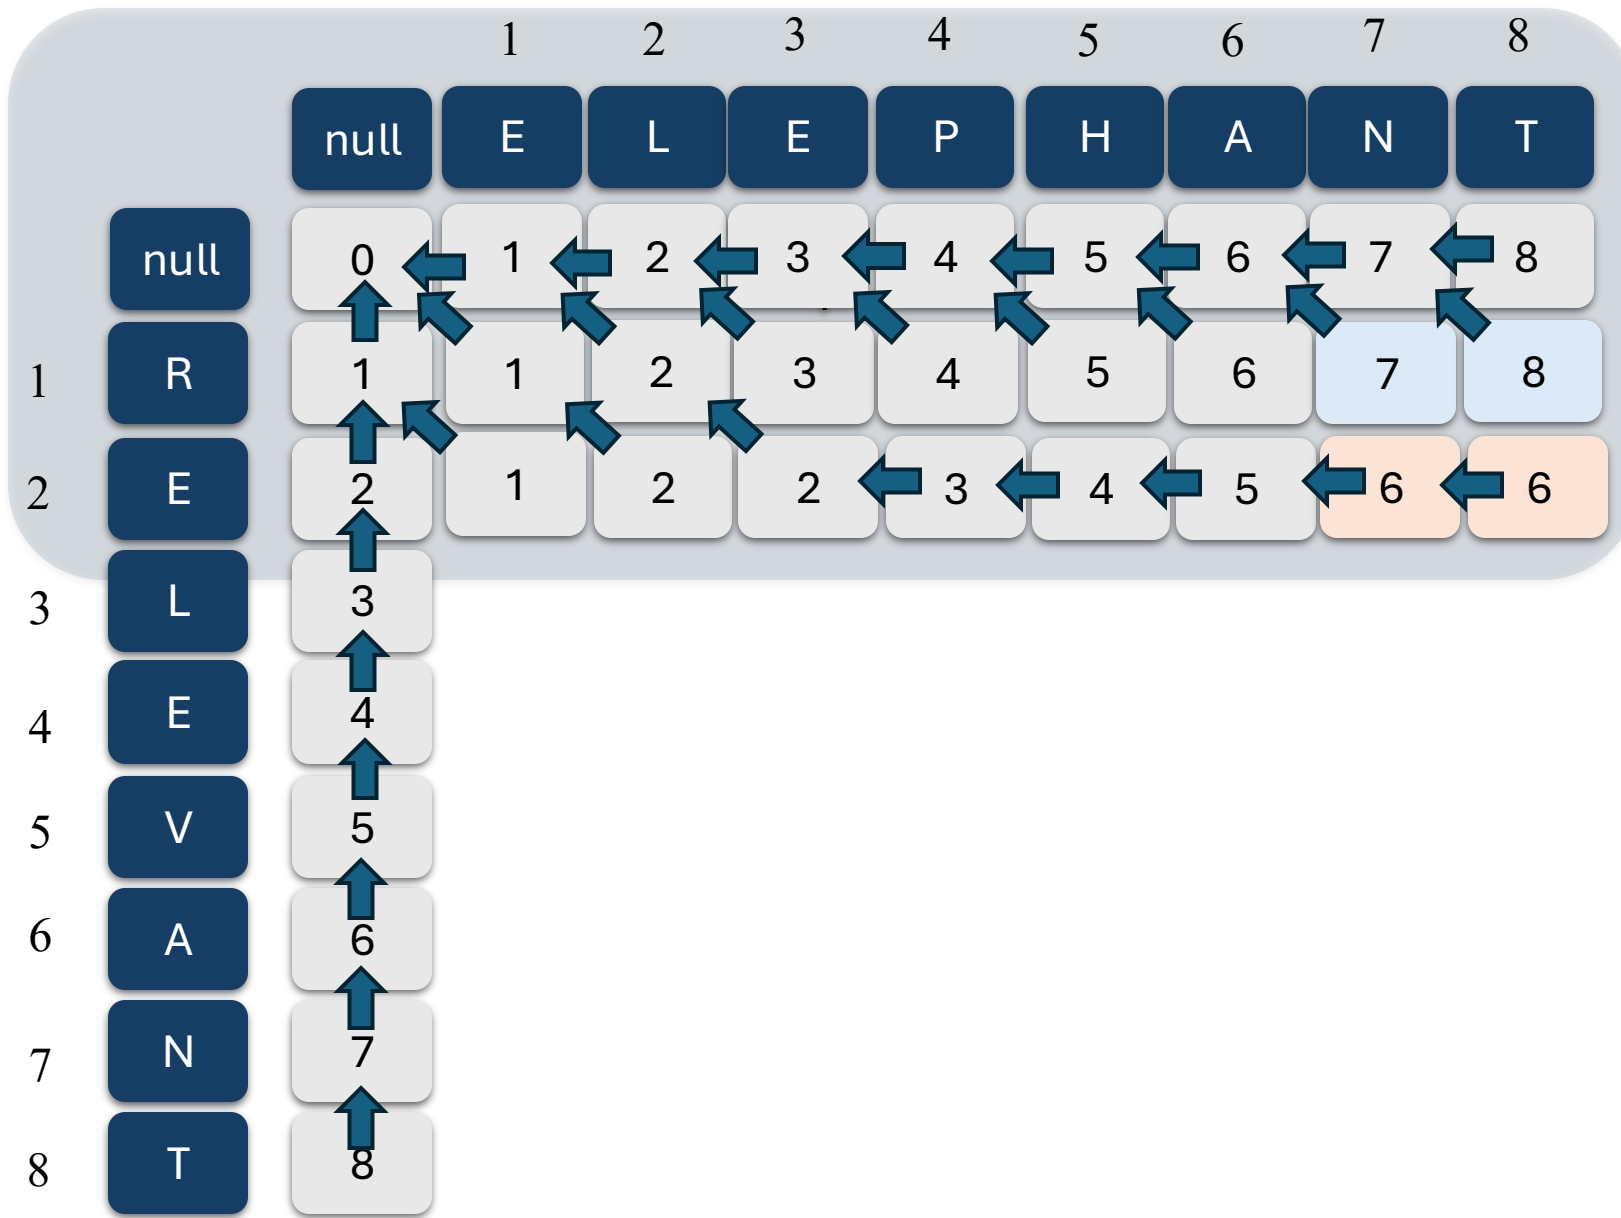 1 2 3 4 5 6 7 8
null E L E P H A N T
null 0 1 2 3 4 5 6 7 8
1 R 1 1 2 3 4 5 6 7 8
2 E 2 1 2 2 3 4 5 6 6
3 L 3
4 E 4
5 V 5
6 A 6
7 N 7
8 T 8